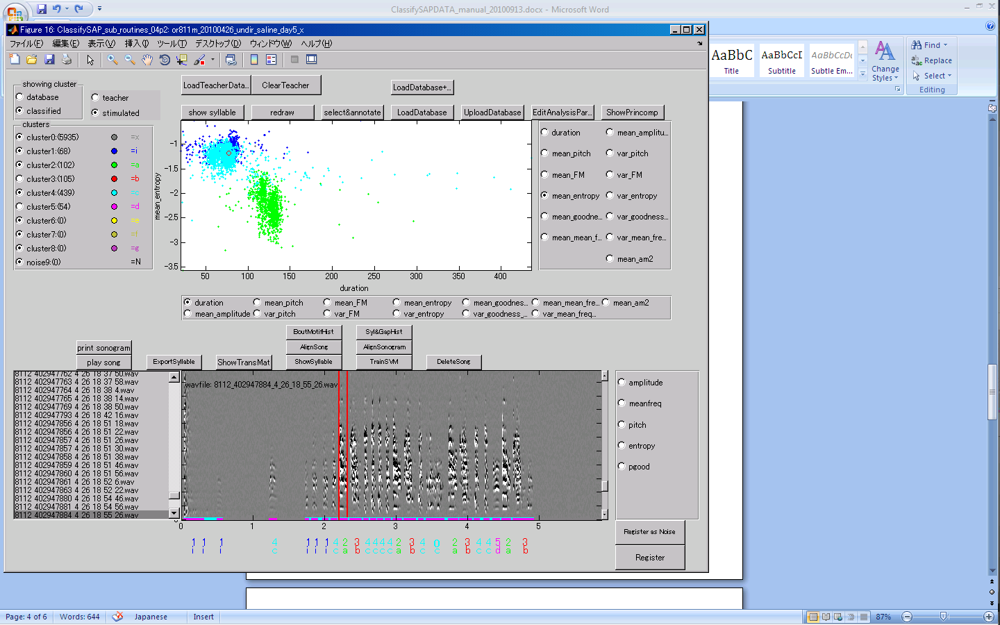 ClassifySAPDATA_manual_20100913.docx - Microsoft Word
Figure 16: ClassifySAP_sub_routines_04p2: or811m_20100426_undir_saline_day5_x
ファイル(F) 編集(E) 表示(V) 挿入(I) ツール(T) デスクトップ(D) ウィンドウ(W) ヘルプ(H)
AaBbC AaBbCcI AaBbCcDc
Title Subtitle Subtle Em...
Change Styles
Find
Replace
Select
Editing
showing cluster
database
classified
teacher
stimulated
LoadTeacherData... ClearTeacher LoadDatabase+...
show syllable redraw select&annotate LoadDatabase UploadDatabase EditAnalysisPar... ShowPrincomp
clusters
cluster0:(5935) =x
cluster1:(68) =i
cluster2:(102) =a
cluster3:(105) =b
cluster4:(439) =c
cluster5:(54) =d
cluster6:(0) =e
cluster7:(0) =f
cluster8:(0) =g
noise9:(0) =N
mean_entropy
-1
-1.5
-2
-2.5
-3
-3.5
50 100 150 200 250 300 350 400
duration
duration mean_amplitu...
mean_pitch var_pitch
mean_FM var_FM
mean_entropy var_entropy
mean_goodne... var_goodness...
mean_mean_f... var_mean_fre...
mean_am2
duration mean_pitch mean_FM mean_entropy mean_goodnes... mean_mean_fre... mean_am2
mean_amplitude var_pitch var_FM var_entropy var_goodness_... var_mean_freq...
BoutMotifHist Syl&GapHist
print sonogram AlignSong AlignSonogram
play song ExportSyllable ShowTransMat ShowSyllable TrainSVM DeleteSong
8112 402947762 4 26 18 37 50.wav
8112 402947763 4 26 18 37 58.wav
8112 402947764 4 26 18 38 4.wav
8112 402947765 4 26 18 38 14.wav
8112 402947769 4 26 18 38 50.wav
8112 402947793 4 26 18 42 16.wav
8112 402947856 4 26 18 51 18.wav
8112 402947856 4 26 18 51 22.wav
8112 402947857 4 26 18 51 26.wav
8112 402947857 4 26 18 51 30.wav
8112 402947858 4 26 18 51 38.wav
8112 402947859 4 26 18 51 46.wav
8112 402947860 4 26 18 51 56.wav
8112 402947861 4 26 18 52 6.wav
8112 402947863 4 26 18 52 22.wav
8112 402947880 4 26 18 54 46.wav
8112 402947881 4 26 18 54 56.wav
8112 402947884 4 26 18 55 26.wav
wavfile: 8112_402947884_4_26_18_55_26.wav
0 1 2 3 4 5
1 1 1 4 1 1 1 4 2 3 4 4 4 4 2 3 4 0 2 3 4 4 5 2 3
i i i c i i i c a b c c c c a b c c a b c c d a b
amplitude
meanfreq
pitch
entropy
pgood
Register as Noise
Register
Page: 4 of 6 Words: 644 Japanese Insert 87%